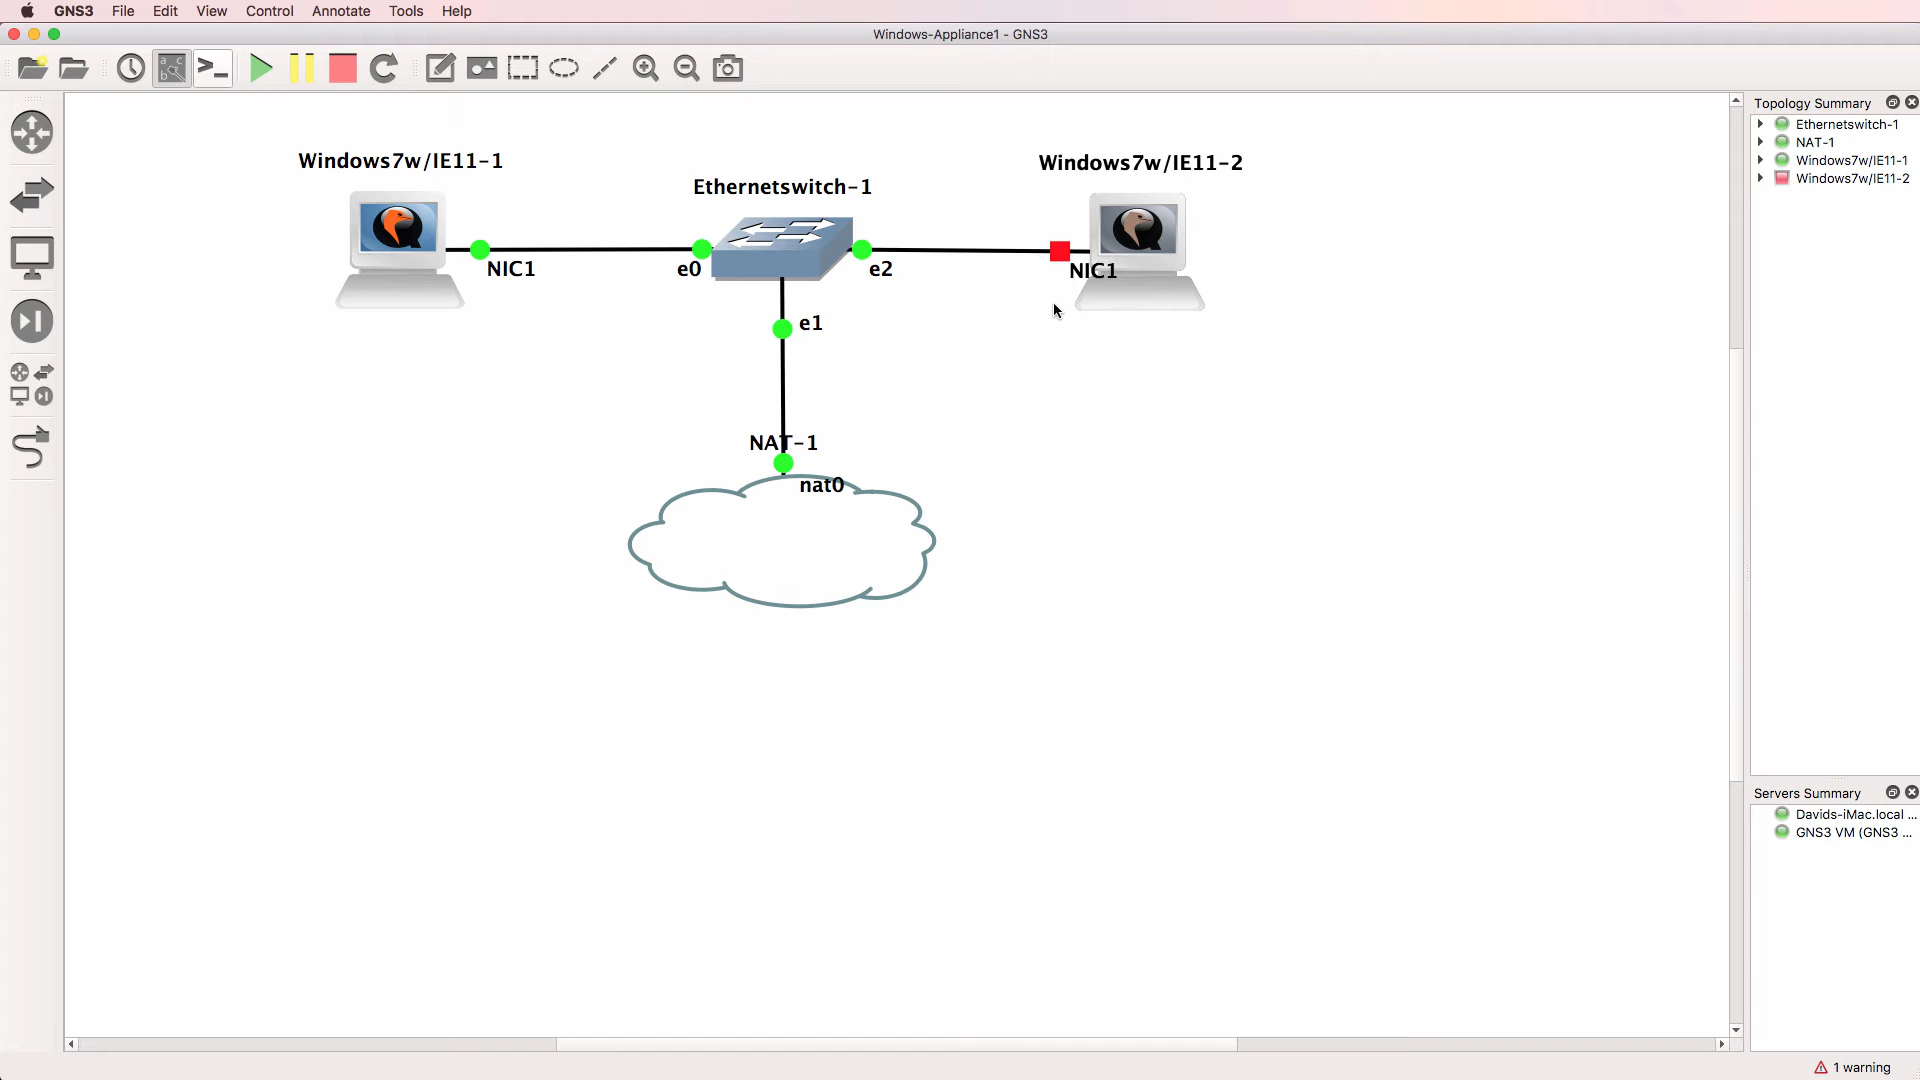 GNS3 File Edit View Control Annotate Tools Help
Windows-Appliance1 - GNS3
Topology Summary
Ethernetswitch-1
NAT-1
Windows7w/IE11-1
Windows7w/IE11-2
Windows7w/IE11-1
Ethernetswitch-1
Windows7w/IE11-2
NIC1
e0
e2
NIC1
e1
NAT-1
nat0
Servers Summary
Davids-iMac.local ...
GNS3 VM (GNS3 ...
1 warning